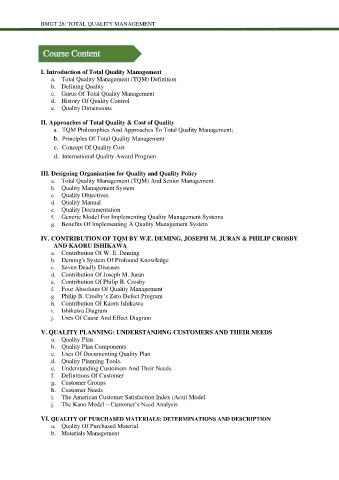 BMGT 28: TOTAL QUALITY MANAGEMENT
Course Content
I. Introduction of Total Quality Management
a. Total Quality Management (TQM) Definition
b. Defining Quality
c. Gurus Of Total Quality Management
d. History Of Quality Control
e. Quality Dimensions
II. Approaches of Total Quality & Cost of Quality
a. TQM Philosophies And Approaches To Total Quality Management;
b. Principles Of Total Quality Management
c. Concept Of Quality Cost
d. International Quality Award Program
III. Designing Organization for Quality and Quality Policy
a. Total Quality Management (TQM) And Senior Management
b. Quality Management System
c. Quality Objectives
d. Quality Manual
e. Quality Documentation
f. Generic Model For Implementing Quality Management Systems
g. Benefits Of Implementing A Quality Management System
IV. CONTRIBUTION OF TQM BY W.E. DEMING, JOSEPH M. JURAN & PHILIP CROSBY
AND KAORU ISHIKAWA
a. Contribution Of W. E. Deming
b. Deming's System Of Profound Knowledge
c. Seven Deadly Diseases
d. Contribution Of Joseph M. Juran
e. Contribution Of Philip B. Crosby
f. Four Absolutes Of Quality Management
g. Philip B. Crosby's Zero Defect Program
h. Contribution Of Kaoru Ishikawa
i. Ishikawa Diagram
j. Uses Of Cause And Effect Diagram
V. QUALITY PLANNING: UNDERSTANDING CUSTOMERS AND THEIR NEEDS
a. Quality Plan
b. Quality Plan Components
c. Uses Of Documenting Quality Plan
d. Quality Planning Tools.
e. Understanding Customers And Their Needs
f. Definitions Of Customer
g. Customer Groups
h. Customer Needs
i. The American Customer Satisfaction Index (Acsi) Model
j. The Kano Model – Customer's Need Analysis
VI. QUALITY OF PURCHASED MATERIALS: DETERMINATIONS AND DESCRIPTION
a. Quality Of Purchased Material
b. Materials Management